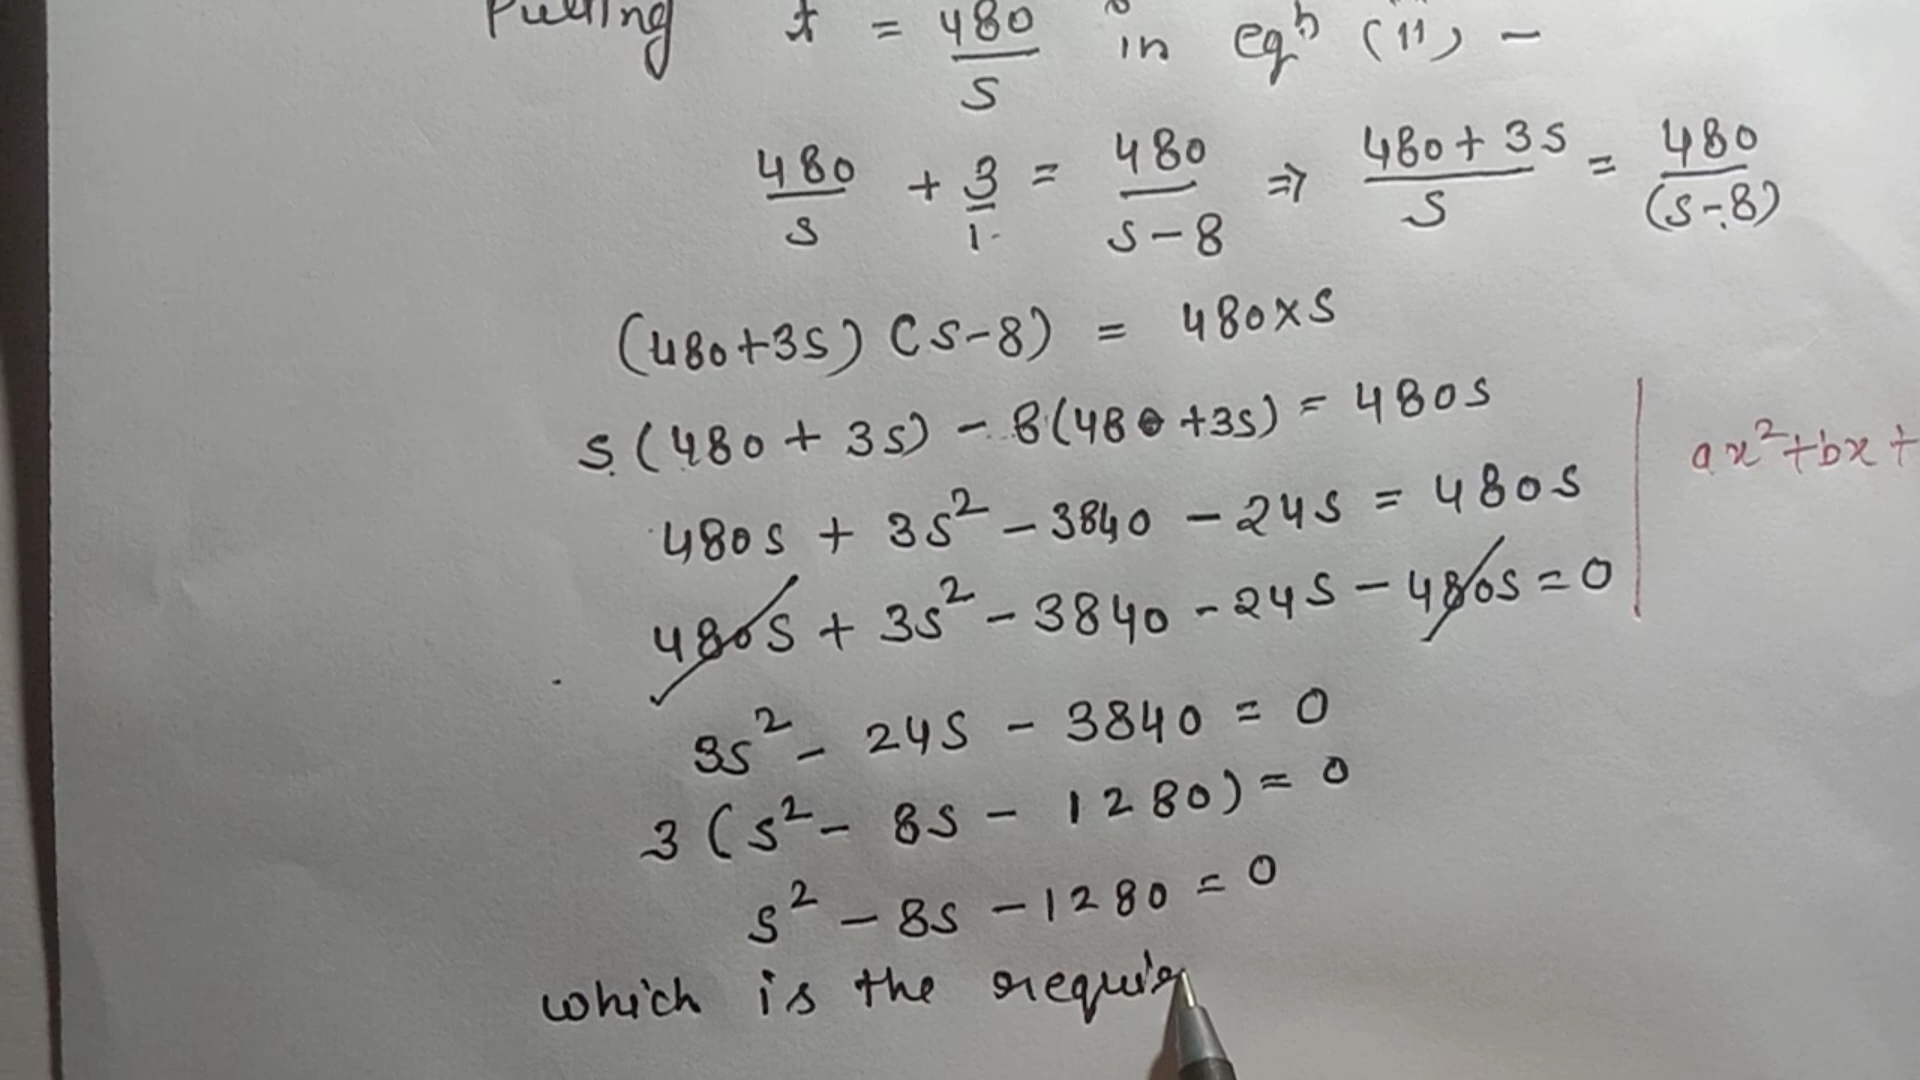 Putting t = 480/s in eqⁿ (ii) –
480/s + 3/1 = 480/s-8 ⇒ 480+3s/s = 480/(s-8)
(480+3s) (s-8) = 480×s
s(480+3s) - 8(480+3s) = 480s
ax²+bx+
480s + 3s² - 3840 - 24s = 480s
480s + 3s² - 3840 - 24s - 480s = 0
3s² - 24s - 3840 = 0
3(s² - 8s - 1280) = 0
s² - 8s - 1280 = 0
which is the requir